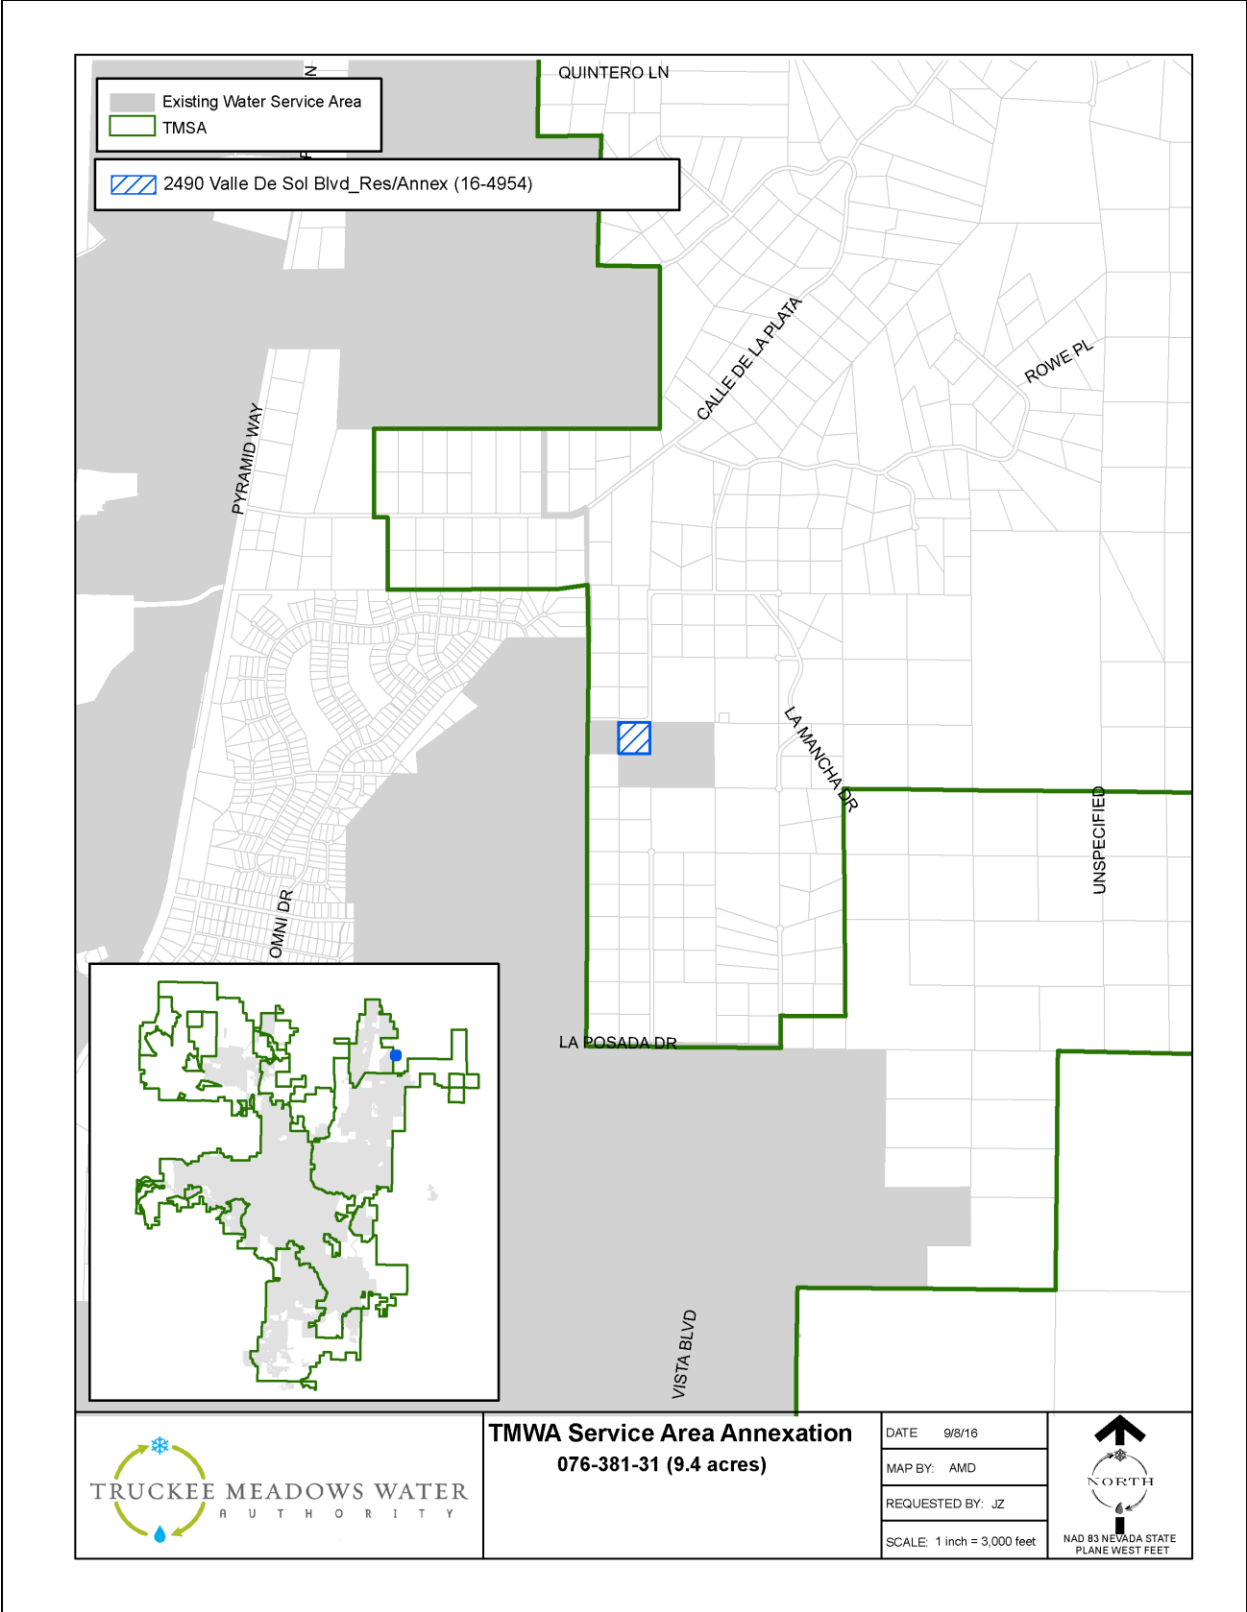 QUINTERO LN
N
Existing Water Service Area
TMSA
2490 Valle De Sol Blvd_Res/Annex (16-4954)
CALLE DE LA PLATA
ROWE PL
PYRAMID WAY
LA MANCHA DR
UNSPECIFIED
OMNI DR
LA POSADA DR
VISTA BLVD
TRUCKEE MEADOWS WATER
AUTHORITY
TMWA Service Area Annexation
076-381-31 (9.4 acres)
DATE 9/8/16
MAP BY: AMD
REQUESTED BY: JZ
SCALE: 1 inch = 3,000 feet
NORTH
NAD 83 NEVADA STATE
PLANE WEST FEET